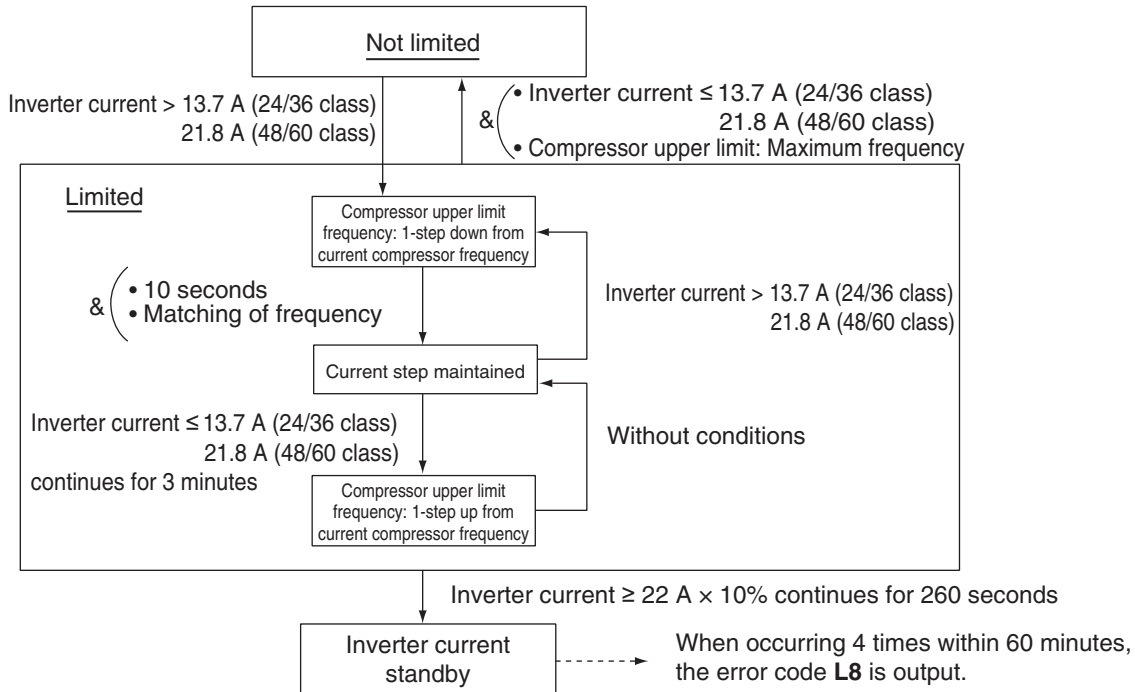 Not limited
Inverter current > 13.7 A (24/36 class)
21.8 A (48/60 class)
&
• Inverter current ≤ 13.7 A (24/36 class)
21.8 A (48/60 class)
• Compressor upper limit: Maximum frequency
Limited
Compressor upper limit
frequency: 1-step down from
current compressor frequency
&
• 10 seconds
• Matching of frequency
Inverter current > 13.7 A (24/36 class)
21.8 A (48/60 class)
Current step maintained
Inverter current ≤ 13.7 A (24/36 class)
21.8 A (48/60 class)
continues for 3 minutes
Without conditions
Compressor upper limit
frequency: 1-step up from
current compressor frequency
Inverter current ≥ 22 A × 10% continues for 260 seconds
Inverter current
standby
When occurring 4 times within 60 minutes,
the error code L8 is output.